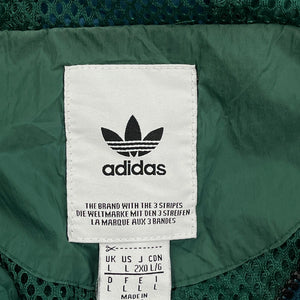 adidas
THE BRAND WITH THE 3 STRIPES
DIE WELTMARKE MIT DEN 3 STREIFEN
LA MARQUE AUX 3 BANDES
UK US J CON
L L 2XO L/G
D F E I
L L L
MADE IN